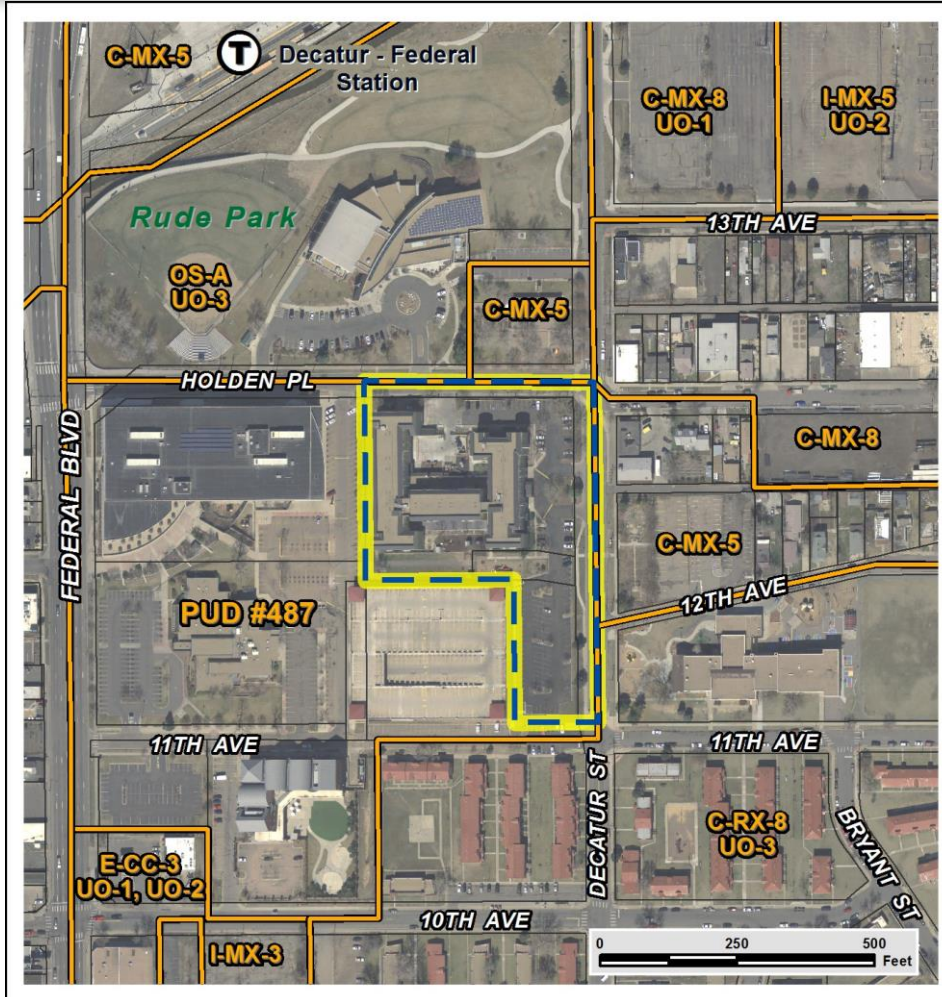 C-MX-5
T
Decatur - Federal
Station
C-MX-8
UO-1
I-MX-5
UO-2
Rude Park
13TH AVE
OS-A
UO-3
C-MX-5
HOLDEN PL
C-MX-8
FEDERAL BLVD
C-MX-5
12TH AVE
PUD #487
11TH AVE
11TH AVE
DECATUR ST
C-RX-8
UO-3
BRYANT ST
E-CC-3
UO-1, UO-2
10TH AVE
I-MX-3
0 250 500
Feet